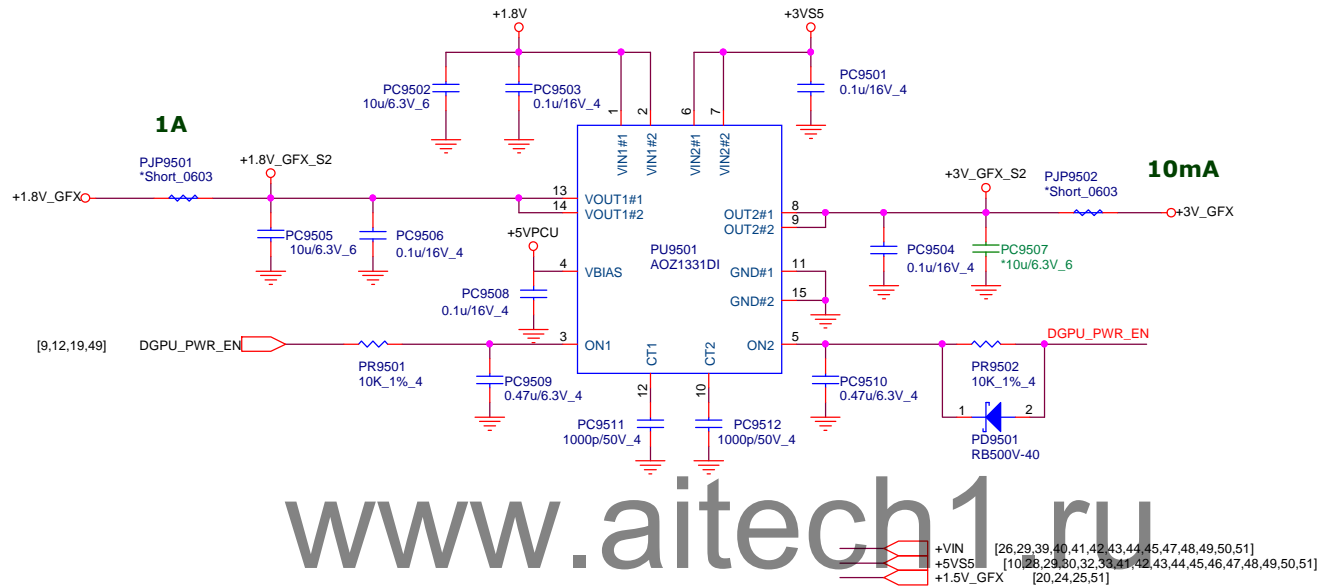 +1.8V
+3VS5
PC9502
10u/6.3V_6
PC9503
0.1u/16V_4
PC9501
0.1u/16V_4
1
2
6
7
VIN1#1
VIN1#2
VIN2#1
VIN2#2
1A
10mA
PJP9501
*Short_0603
+1.8V_GFX_S2
+1.8V_GFX
13
14
VOUT1#1
VOUT1#2
+3V_GFX_S2
PJP9502
*Short_0603
+3V_GFX
OUT2#1
OUT2#2
8
9
PC9505
10u/6.3V_6
PC9506
0.1u/16V_4
+5VPCU
PU9501
AOZ1331DI
PC9504
0.1u/16V_4
PC9507
*10u/6.3V_6
4
VBIAS
GND#1
11
GND#2
15
PC9508
0.1u/16V_4
[9,12,19,49]
DGPU_PWR_EN
3
ON1
ON2
5
DGPU_PWR_EN
PR9501
10K_1%_4
PC9509
0.47u/6.3V_4
CT1
CT2
12
10
PC9510
0.47u/6.3V_4
PR9502
10K_1%_4
1
2
PD9501
RB500V-40
PC9511
1000p/50V_4
PC9512
1000p/50V_4
www.aitech1.ru
+VIN [26,29,39,40,41,42,43,44,45,47,48,49,50,51]
+5VS5 [10,28,29,30,32,33,41,42,43,44,45,46,47,48,49,50,51]
+1.5V_GFX [20,24,25,51]